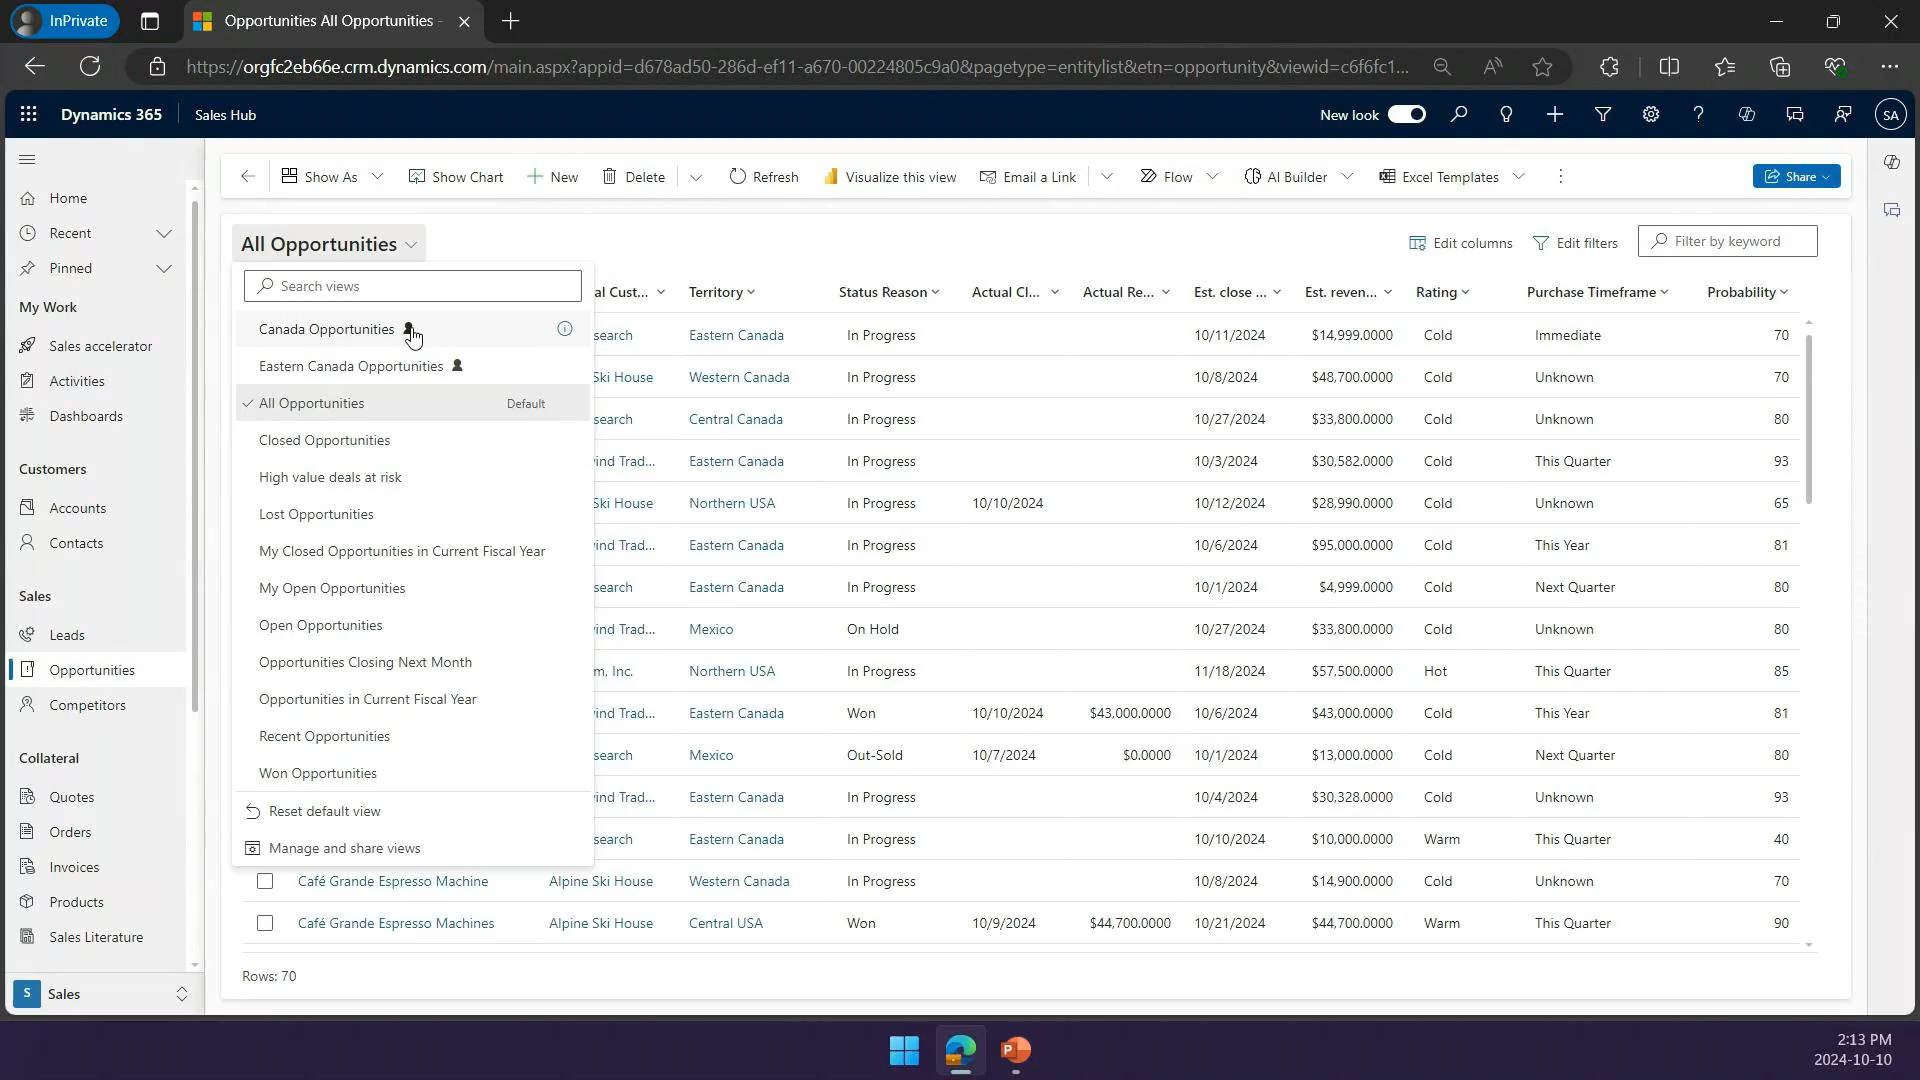 InPrivate
Opportunities All Opportunities -
https://orgfc2eb66e.crm.dynamics.com/main.aspx?appid=d678ad50-286d-ef11-a670-00224805c9a0&pagetype=entitylist&etn=opportunity&viewid=c6f6fc1...
Dynamics 365 Sales Hub New look SA
Show As Show Chart New Delete Refresh Visualize this view Email a Link Flow AI Builder Excel Templates Share
Home
Recent
Pinned
My Work
Sales accelerator
Activities
Dashboards
Customers
Accounts
Contacts
Sales
Leads
Opportunities
Competitors
Collateral
Quotes
Orders
Invoices
Products
Sales Literature
S Sales
All Opportunities
Edit columns Edit filters Filter by keyword
Search views
Canada Opportunities
Eastern Canada Opportunities
All Opportunities Default
Closed Opportunities
High value deals at risk
Lost Opportunities
My Closed Opportunities in Current Fiscal Year
My Open Opportunities
Open Opportunities
Opportunities Closing Next Month
Opportunities in Current Fiscal Year
Recent Opportunities
Won Opportunities
Reset default view
Manage and share views
al Cust... Territory Status Reason Actual Cl... Actual Re... Est. close ... Est. reven... Rating Purchase Timeframe Probability
search Eastern Canada In Progress 10/11/2024 $14,999.0000 Cold Immediate 70
Ski House Western Canada In Progress 10/8/2024 $48,700.0000 Cold Unknown 70
search Central Canada In Progress 10/27/2024 $33,800.0000 Cold Unknown 80
ind Trad... Eastern Canada In Progress 10/3/2024 $30,582.0000 Cold This Quarter 93
Ski House Northern USA In Progress 10/10/2024 10/12/2024 $28,990.0000 Cold Unknown 65
ind Trad... Eastern Canada In Progress 10/6/2024 $95,000.0000 Cold This Year 81
search Eastern Canada In Progress 10/1/2024 $4,999.0000 Cold Next Quarter 80
ind Trad... Mexico On Hold 10/27/2024 $33,800.0000 Cold Unknown 80
m, Inc. Northern USA In Progress 11/18/2024 $57,500.0000 Hot This Quarter 85
ind Trad... Eastern Canada Won 10/10/2024 $43,000.0000 10/6/2024 $43,000.0000 Cold This Year 81
search Mexico Out-Sold 10/7/2024 $0.0000 10/1/2024 $13,000.0000 Cold Next Quarter 80
ind Trad... Eastern Canada In Progress 10/4/2024 $30,328.0000 Cold Unknown 93
search Eastern Canada In Progress 10/10/2024 $10,000.0000 Warm This Quarter 40
Café Grande Espresso Machine Alpine Ski House Western Canada In Progress 10/8/2024 $14,900.0000 Cold Unknown 70
Café Grande Espresso Machines Alpine Ski House Central USA Won 10/9/2024 $44,700.0000 10/21/2024 $44,700.0000 Warm This Quarter 90
Rows: 70
2:13 PM
2024-10-10